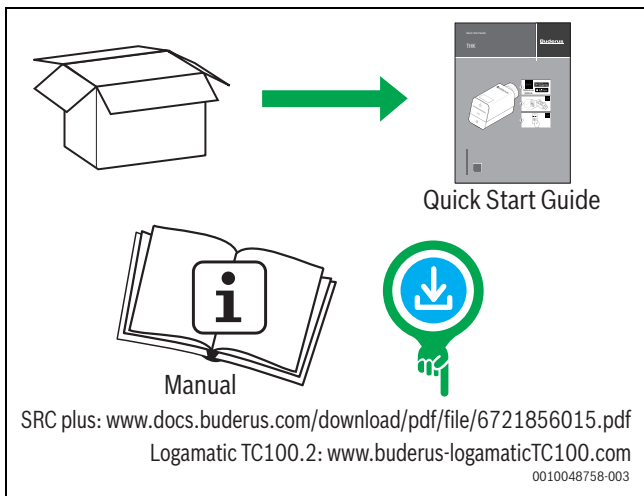 THK
Buderus
Quick Start Guide
i
Manual
SRC plus: www.docs.buderus.com/download/pdf/file/6721856015.pdf
Logamatic TC100.2: www.buderus-logamaticTC100.com
0010048758-003